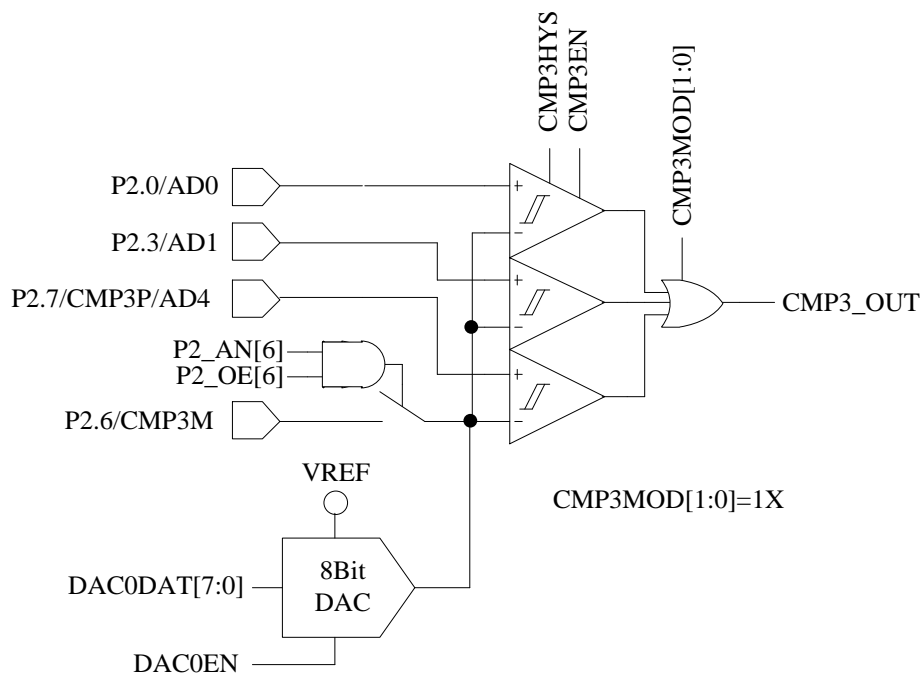 CMP3HYS
CMP3EN
CMP3MOD[1:0]
P2.0/AD0
+
−
P2.3/AD1
+
−
P2.7/CMP3P/AD4
CMP3_OUT
P2_AN[6]
P2_OE[6]
+
P2.6/CMP3M
−
VREF
CMP3MOD[1:0]=1X
DAC0DAT[7:0]
8Bit
DAC
DAC0EN